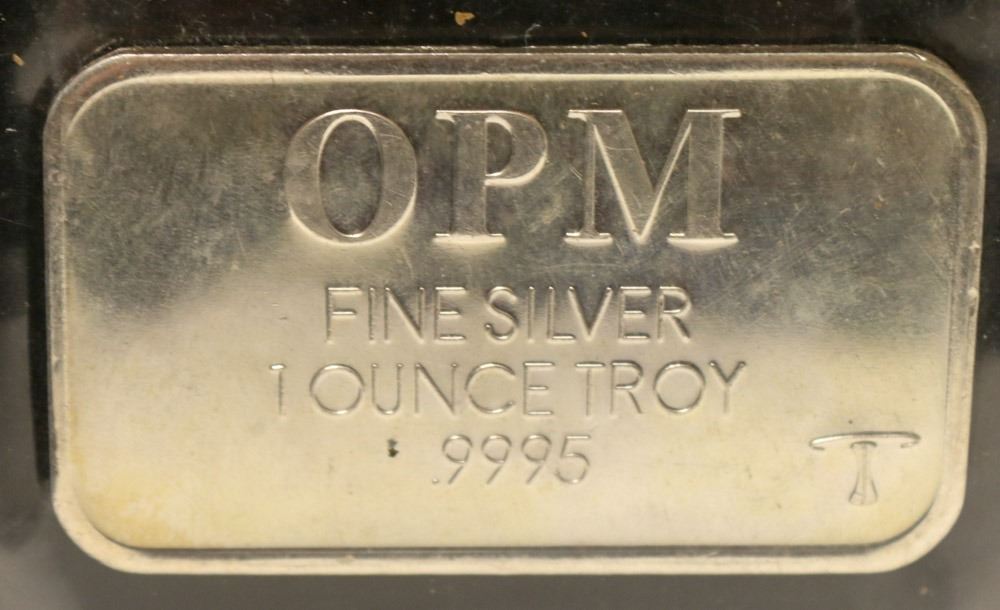 OPM
FINE SILVER
1 OUNCE TROY
.9995